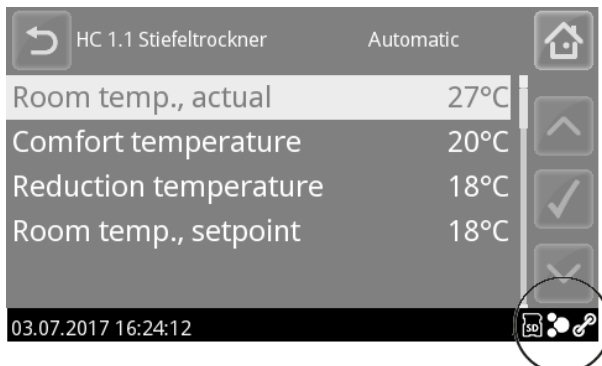 HC 1.1 Stiefeltrockner Automatic
Room temp., actual 27°C
Comfort temperature 20°C
Reduction temperature 18°C
Room temp., setpoint 18°C
03.07.2017 16:24:12 SD